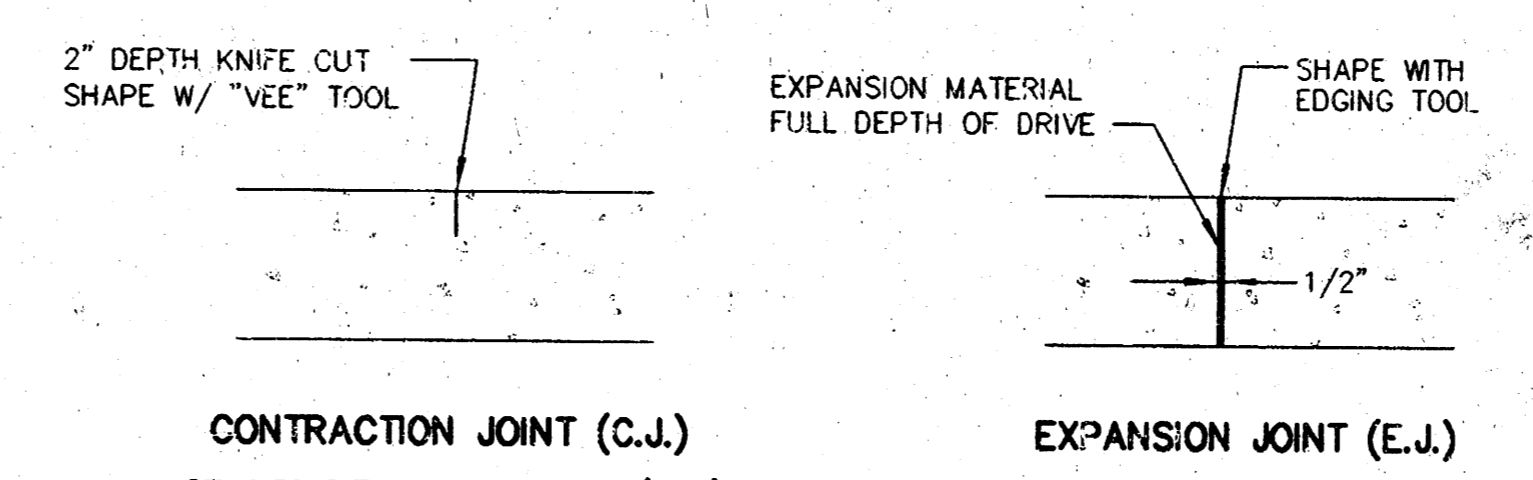 2" DEPTH KNIFE CUT
SHAPE W/ "VEE" TOOL
EXPANSION MATERIAL
FULL DEPTH OF DRIVE
SHAPE WITH
EDGING TOOL
1/2"
CONTRACTION JOINT (C.J.)
EXPANSION JOINT (E.J.)